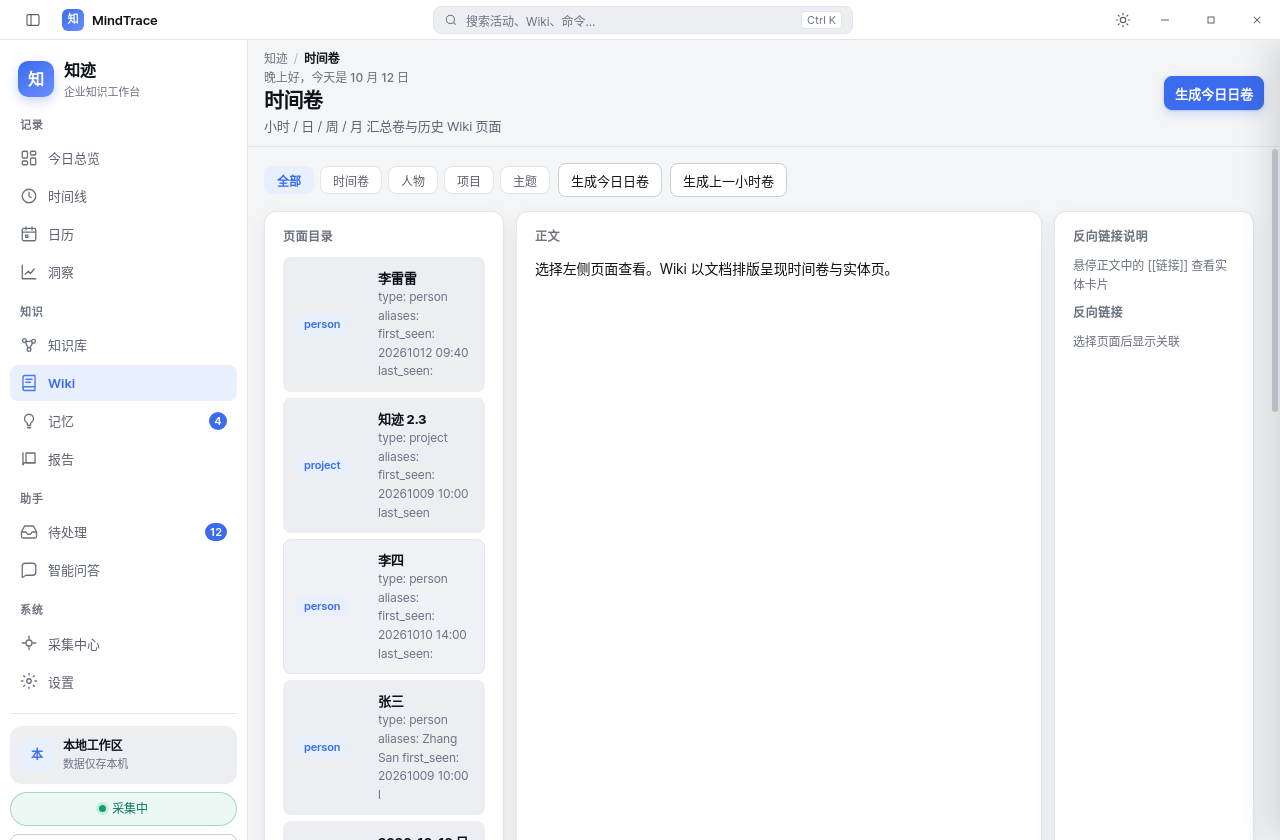 知 MindTrace
搜索活动、Wiki、命令... Ctrl K
知 知迹
企业知识工作台
记录
今日总览
时间线
日历
洞察
知识
知识库
Wiki
记忆 4
报告
助手
待处理 12
智能问答
系统
采集中心
设置
本 本地工作区
数据仅存本机
采集中
知迹 / 时间卷
晚上好，今天是 10 月 12 日
时间卷
小时 / 日 / 周 / 月 汇总卷与历史 Wiki 页面
生成今日日卷
全部 时间卷 人物 项目 主题 生成今日日卷 生成上一小时卷
页面目录
person
李雷雷
type: person
aliases:
first_seen:
20261012 09:40
last_seen:
project
知迹 2.3
type: project
aliases:
first_seen:
20261009 10:00
last_seen
person
李四
type: person
aliases:
first_seen:
20261010 14:00
last_seen:
person
张三
type: person
aliases: Zhang
San first_seen:
20261009 10:00
l
正文
选择左侧页面查看。Wiki 以文档排版呈现时间卷与实体页。
反向链接说明
悬停正文中的 [[链接]] 查看实
体卡片
反向链接
选择页面后显示关联